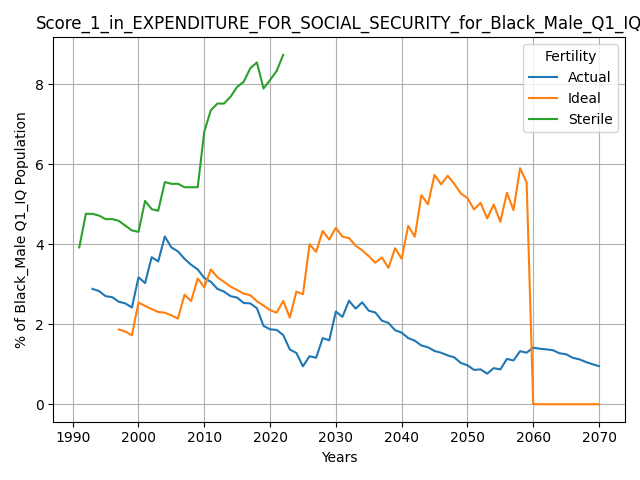 Score_1_in_EXPENDITURE_FOR_SOCIAL_SECURITY_for_Black_Male_Q1_IQ
% of Black_Male Q1_IQ Population
8
6
4
2
0
Fertility
Actual
Ideal
Sterile
1990 2000 2010 2020 2030 2040 2050 2060 2070
Years